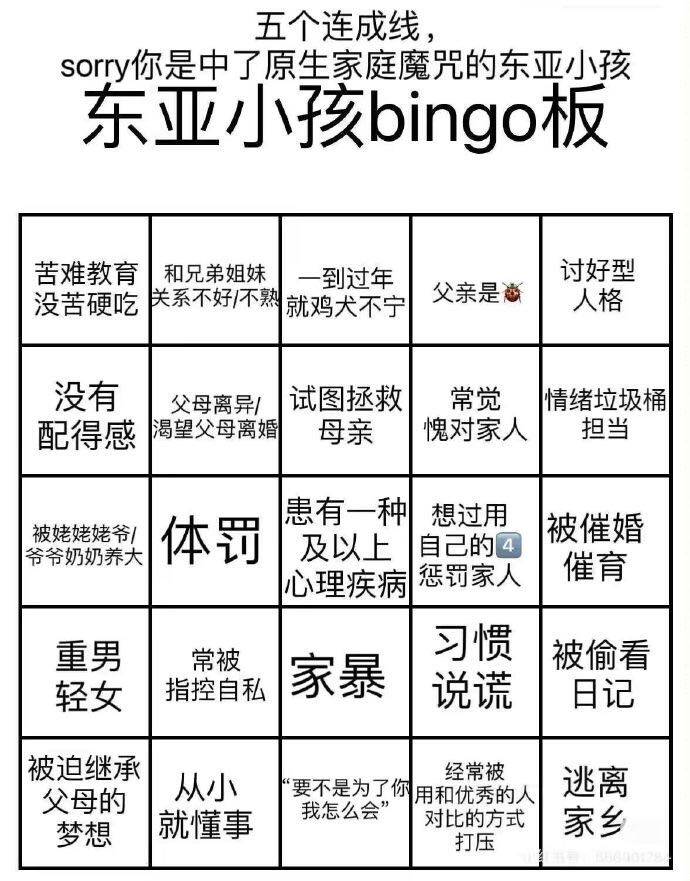 五个连成线，
sorry你是中了原生家庭魔咒的东亚小孩
东亚小孩bingo板
苦难教育
没苦硬吃
和兄弟姐妹
关系不好/不熟
一到过年
就鸡犬不宁
父亲是🐞
讨好型
人格
没有
配得感
父母离异/
渴望父母离婚
试图拯救
母亲
常觉
愧对家人
情绪垃圾桶
担当
被姥姥姥爷/
爷爷奶奶养大
体罚
患有一种
及以上
心理疾病
想过用
自己的4️⃣
惩罚家人
被催婚
催育
重男
轻女
常被
指控自私
家暴
习惯
说谎
被偷看
日记
被迫继承
父母的
梦想
从小
就懂事
“要不是为了你
我怎么会”
经常被
用和优秀的人
对比的方式
打压
逃离
家乡